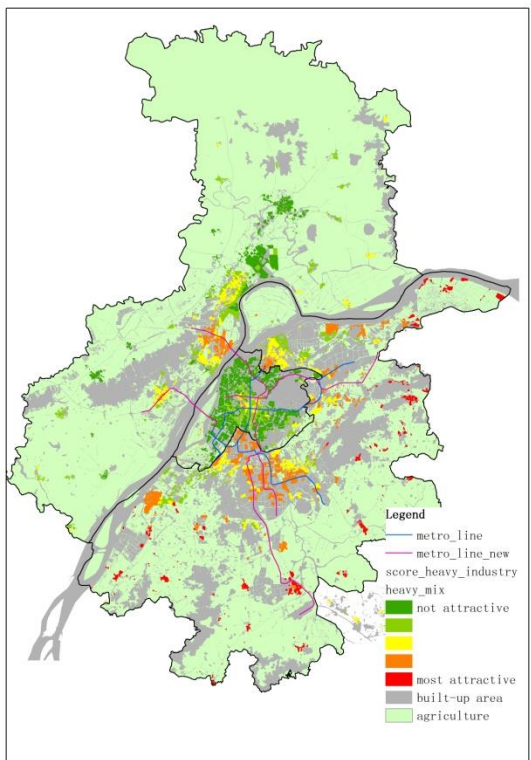 Legend
metro_line
metro_line_new
score_heavy_industry
heavy_mix
not attractive
most attractive
built-up area
agriculture